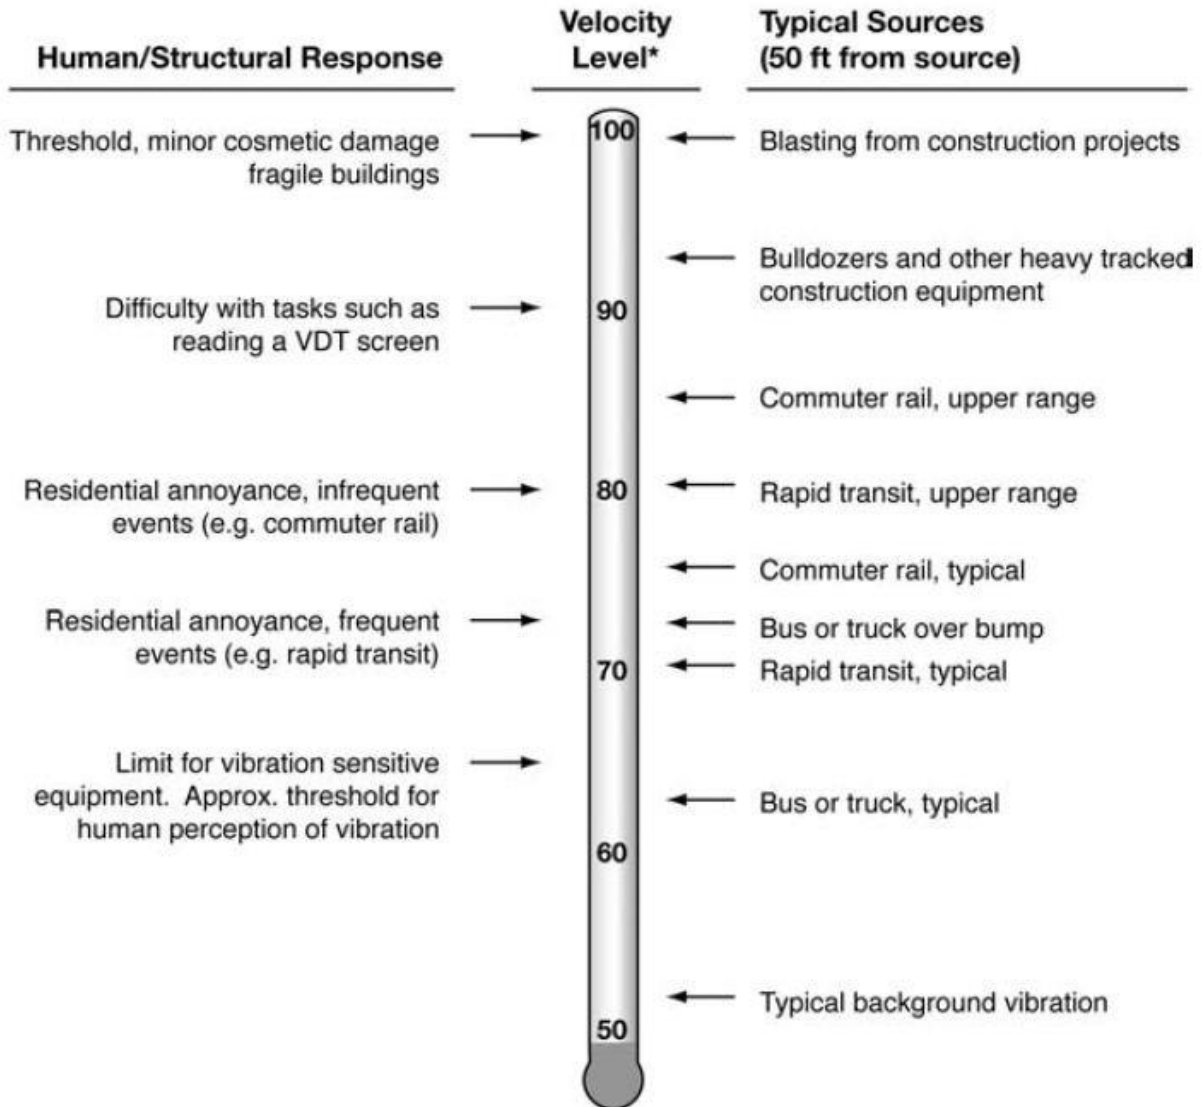 Human/Structural Response
Velocity
Level*
Typical Sources
(50 ft from source)
Threshold, minor cosmetic damage
fragile buildings
100
Blasting from construction projects
Bulldozers and other heavy tracked
construction equipment
Difficulty with tasks such as
reading a VDT screen
90
Commuter rail, upper range
Residential annoyance, infrequent
events (e.g. commuter rail)
80
Rapid transit, upper range
Commuter rail, typical
Residential annoyance, frequent
events (e.g. rapid transit)
Bus or truck over bump
70
Rapid transit, typical
Limit for vibration sensitive
equipment. Approx. threshold for
human perception of vibration
Bus or truck, typical
60
Typical background vibration
50